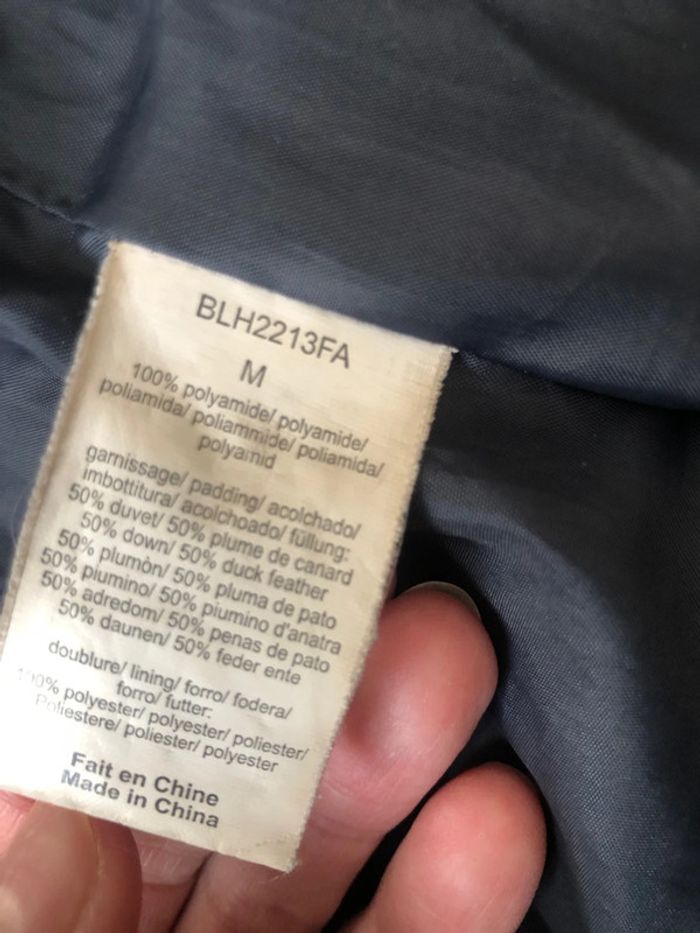 BLH2213FA
M
100% polyamide/ polyamide/
poliamida/ poliammide/ poliamida/
polyamid
garnissage/ padding/ acolchado/
imbottitura/ acolchoado/ füllung:
50% duvet/ 50% plume de canard
50% down/ 50% duck feather
50% plumòn/ 50% pluma de pato
50% piumino/ 50% piumino d'anatra
50% adredom/ 50% penas de pato
50% daunen/ 50% feder ente
doublure/ lining/ forro/ fodera/
forro/ futter:
100% polyester/ polyester/ poliester/
Poliestere/ poliester/ polyester
Fait en Chine
Made in China